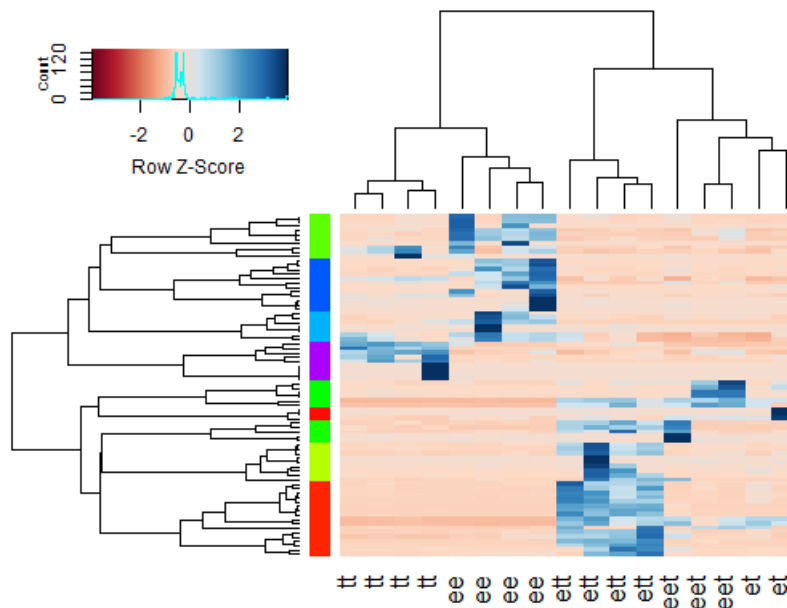 Count
0 120
-2 0 2
Row Z-Score
tt tt tt tt ee ee ee ee ett ett ett ett eet eet eet et et